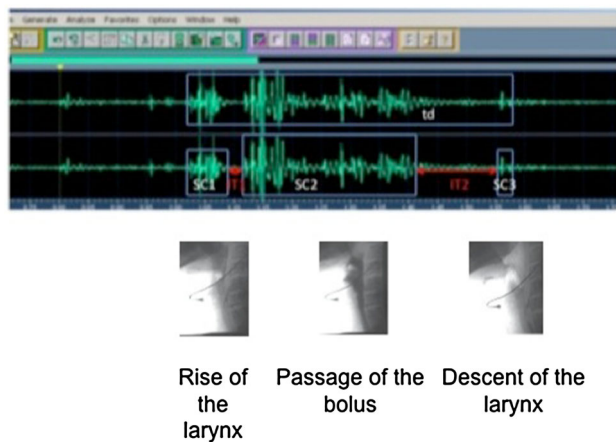 Generate Analyze Favorites Options Window Help
td
SC1 IT1 SC2 IT2 SC3
Rise of
the
larynx
Passage of the
bolus
Descent of the
larynx